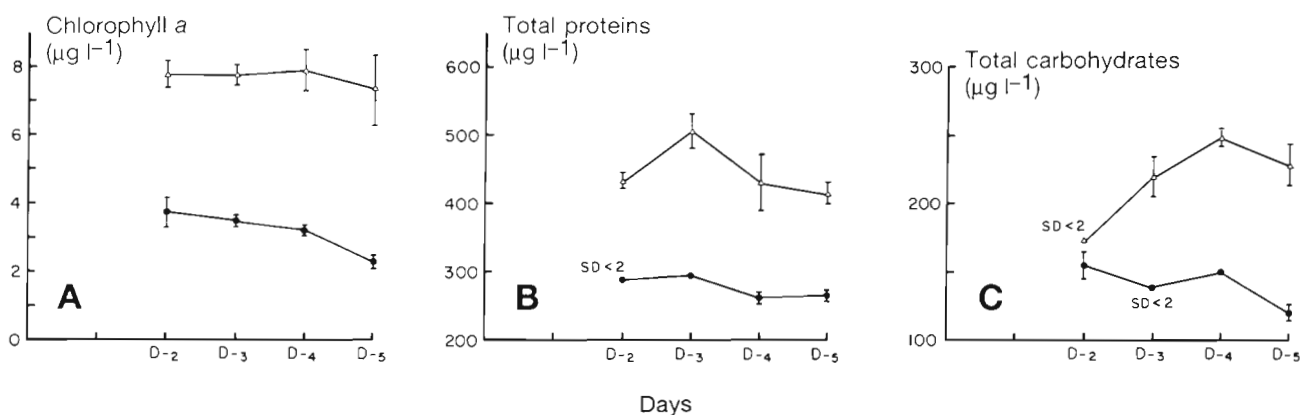 Chlorophyll a
(µg l−1)
8
6
4
2
0
A
D-2 D-3 D-4 D-5
Total proteins
(µg l−1)
600
500
400
300
200
SD<2
B
D-2 D-3 D-4 D-5
Total carbohydrates
(µg l−1)
300
200
100
SD<2
SD<2
C
D-2 D-3 D-4 D-5
Days